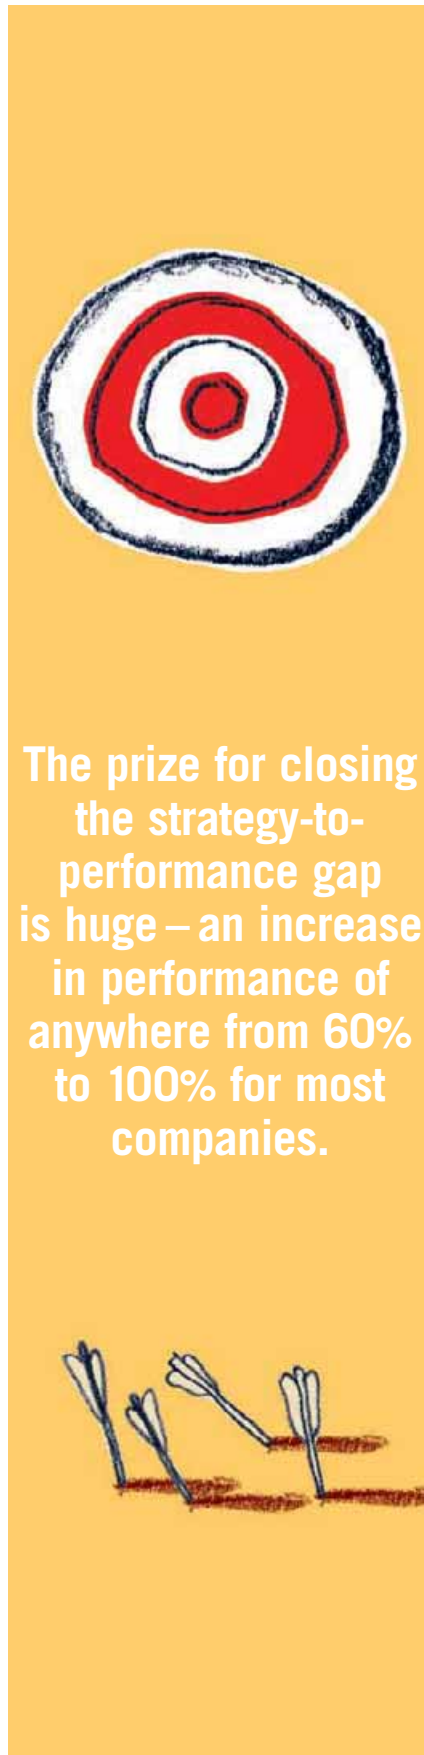 The prize for closing
the strategy-to-
performance gap
is huge – an increase
in performance of
anywhere from 60%
to 100% for most
companies.